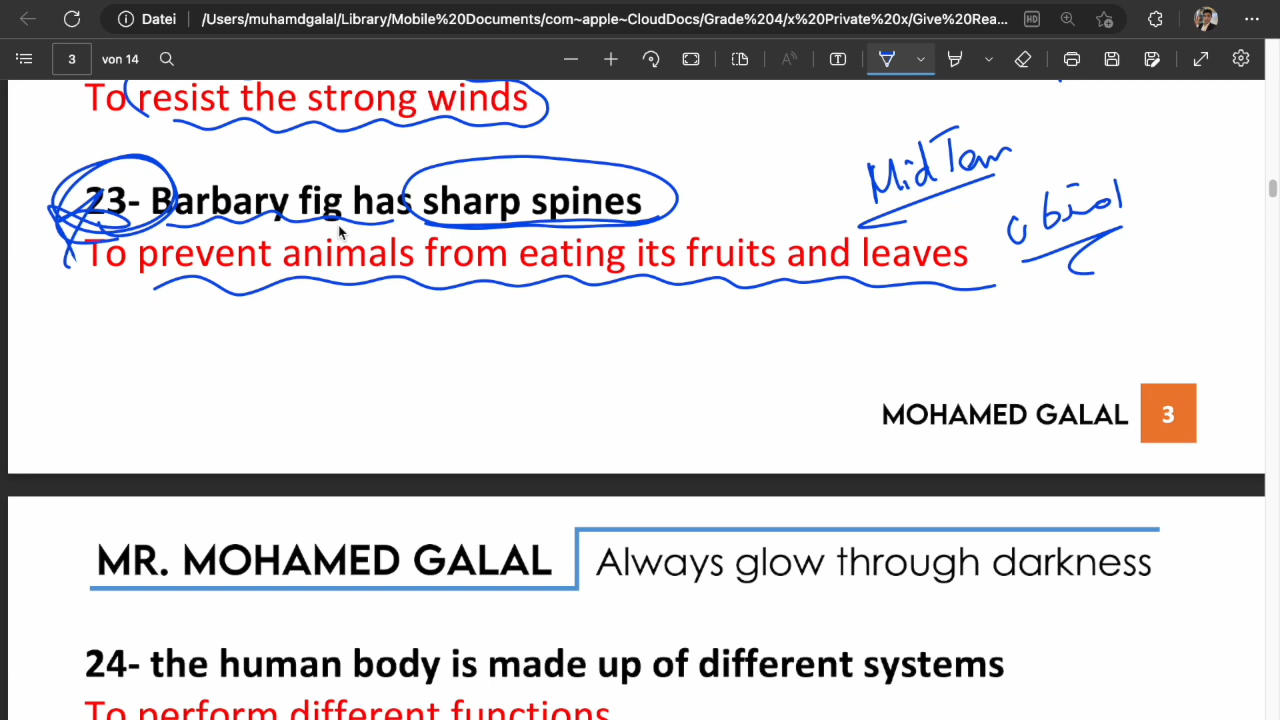 Datei
/Users/muhamdgalal/Library/Mobile%20Documents/com~apple~CloudDocs/Grade%204/x%20Private%20x/Give%20Rea...
HD
3
von 14
To resist the strong winds
23- Barbary fig has sharp spines
To prevent animals from eating its fruits and leaves
Mid Term
MOHAMED GALAL 3
MR. MOHAMED GALAL
Always glow through darkness
24- the human body is made up of different systems
To perform different functions